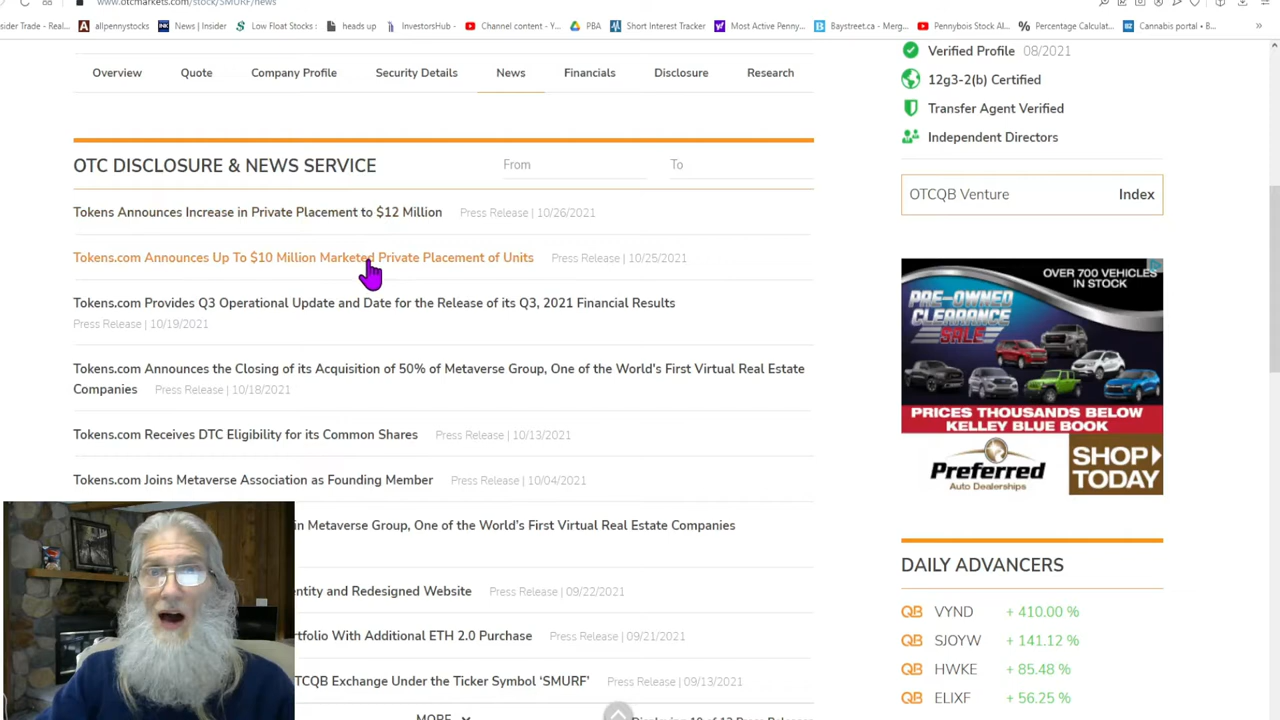 www.otcmarkets.com/stock/SMURF/news
sider Trade - Real...
allpennystocks
News | Insider
Low Float Stocks :
heads up
InvestorsHub -
Channel content - Y...
PBA
Short Interest Tracker
Most Active Penny...
Baystreet.ca - Merg...
Pennybois Stock Al...
Percentage Calculat...
Cannabis portal • B...
»
Overview
Quote
Company Profile
Security Details
News
Financials
Disclosure
Research
OTC DISCLOSURE & NEWS SERVICE
From
To
Tokens Announces Increase in Private Placement to $12 Million Press Release | 10/26/2021
Tokens.com Announces Up To $10 Million Marketed Private Placement of Units Press Release | 10/25/2021
Tokens.com Provides Q3 Operational Update and Date for the Release of its Q3, 2021 Financial Results
Press Release | 10/19/2021
Tokens.com Announces the Closing of its Acquisition of 50% of Metaverse Group, One of the World's First Virtual Real Estate
Companies Press Release | 10/18/2021
Tokens.com Receives DTC Eligibility for its Common Shares Press Release | 10/13/2021
Tokens.com Joins Metaverse Association as Founding Member Press Release | 10/04/2021
in Metaverse Group, One of the World's First Virtual Real Estate Companies
entity and Redesigned Website Press Release | 09/22/2021
rtfolio With Additional ETH 2.0 Purchase Press Release | 09/21/2021
TCQB Exchange Under the Ticker Symbol 'SMURF' Press Release | 09/13/2021
MORE
Displaying 10 of 12 Press Releases
Verified Profile 08/2021
12g3-2(b) Certified
Transfer Agent Verified
Independent Directors
OTCQB Venture Index
OVER 700 VEHICLES
IN STOCK
PRE-OWNED
CLEARANCE
SALE
PRICES THOUSANDS BELOW
KELLEY BLUE BOOK
Preferred
Auto Dealerships
SHOP
TODAY
DAILY ADVANCERS
QB VYND + 410.00 %
QB SJOYW + 141.12 %
QB HWKE + 85.48 %
QB ELIXF + 56.25 %